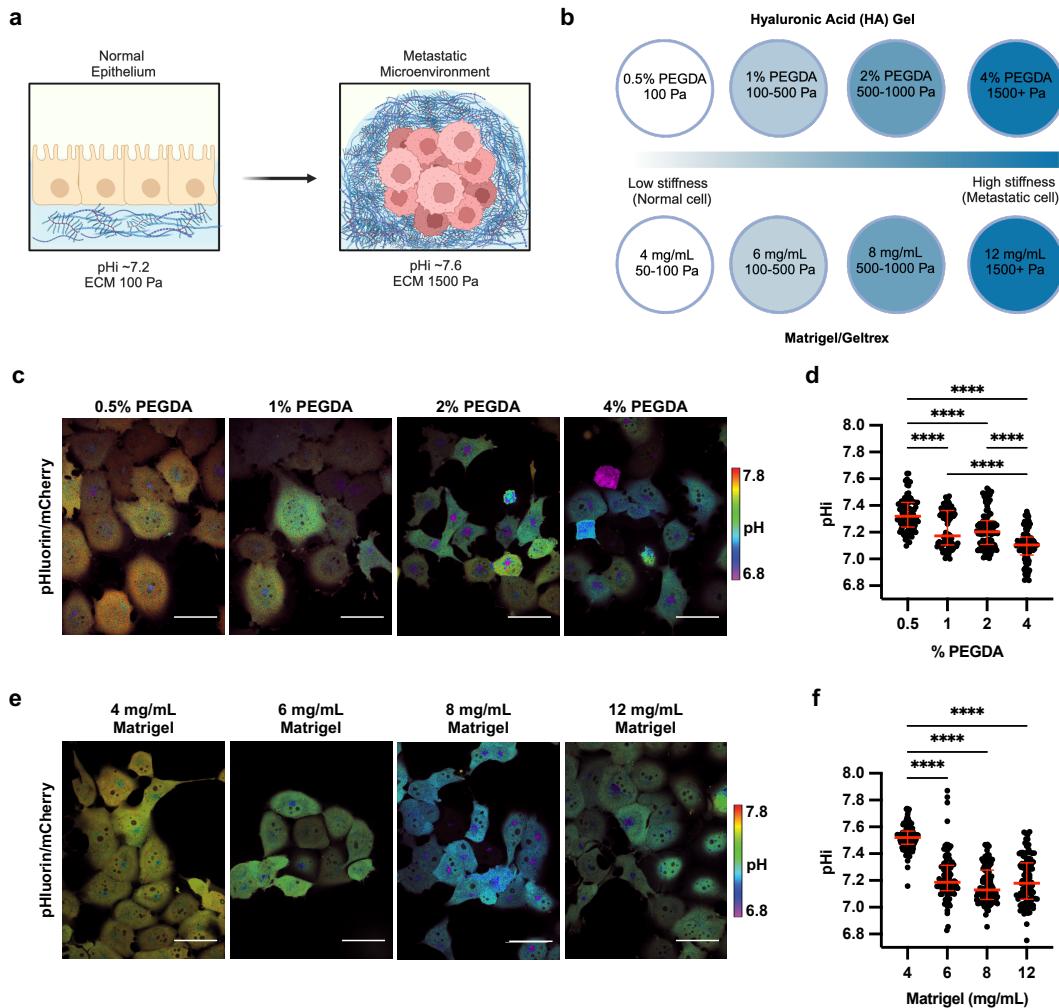 a
Normal
Epithelium
Metastatic
Microenvironment
pHi ~7.2
ECM 100 Pa
pHi ~7.6
ECM 1500 Pa
b
Hyaluronic Acid (HA) Gel
0.5% PEGDA
100 Pa
1% PEGDA
100-500 Pa
2% PEGDA
500-1000 Pa
4% PEGDA
1500+ Pa
Low stiffness
(Normal cell)
High stiffness
(Metastatic cell)
4 mg/mL
50-100 Pa
6 mg/mL
100-500 Pa
8 mg/mL
500-1000 Pa
12 mg/mL
1500+ Pa
Matrigel/Geltrex
c
0.5% PEGDA
1% PEGDA
2% PEGDA
4% PEGDA
pHluorin/mCherry
7.8
pH
6.8
d
****
****
**** ****
****
8.0
7.8
7.6
7.4
7.2
7.0
6.8
pHi
0.5 1 2 4
% PEGDA
e
4 mg/mL
Matrigel
6 mg/mL
Matrigel
8 mg/mL
Matrigel
12 mg/mL
Matrigel
pHluorin/mCherry
7.8
pH
6.8
f
****
****
****
8.0
7.8
7.6
7.4
7.2
7.0
6.8
pHi
4 6 8 12
Matrigel (mg/mL)